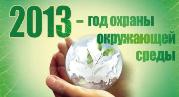 2013 – год охраны
окружающей
среды